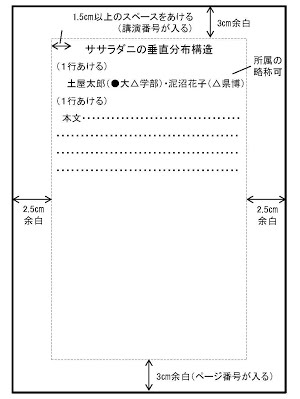 1.5cm以上のスペースをあける
(講演番号が入る)
3cm余白
ササラダニの垂直分布構造
(1行あける)
所属の
略称可
土屋太郎(●大△学部)・泥沼花子(△県博)
(1行あける)
本文・・・・・・・・・・・・・・・・・・・・・・・・・・・・
・・・・・・・・・・・・・・・・・・・・・・・・・・・・・・・・
・・・・・・・・・・・・・・・・・・・・・・・・・・・・・・・・
・・・・・・・・・・・・・・・・・・・・・・・・・・・・・・・・
2.5cm
余白
2.5cm
余白
3cm余白(ページ番号が入る)